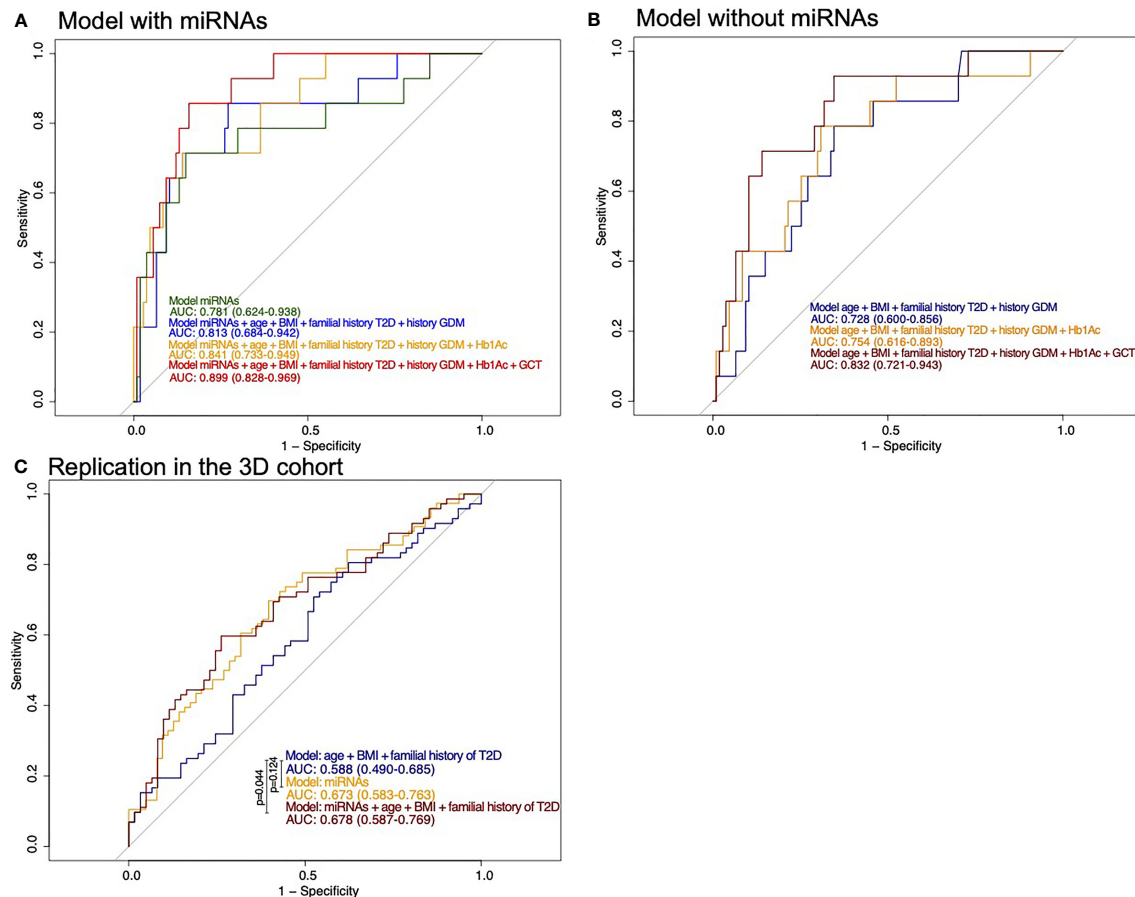 A Model with miRNAs
1.0
0.8
0.6
0.4
0.2
0.0
Sensitivity
Model miRNAs
AUC: 0.781 (0.624-0.938)
Model miRNAs + age + BMI + familial history T2D + history GDM
AUC: 0.813 (0.684-0.942)
Model miRNAs + age + BMI + familial history T2D + history GDM + Hb1Ac
AUC: 0.841 (0.733-0.949)
Model miRNAs + age + BMI + familial history T2D + history GDM + Hb1Ac + GCT
AUC: 0.899 (0.828-0.969)
0.0 0.5 1.0
1 – Specificity
B Model without miRNAs
1.0
0.8
0.6
0.4
0.2
0.0
Sensitivity
Model age + BMI + familial history T2D + history GDM
AUC: 0.728 (0.600-0.856)
Model age + BMI + familial history T2D + history GDM + Hb1Ac
AUC: 0.754 (0.616-0.893)
Model age + BMI + familial history T2D + history GDM + Hb1Ac + GCT
AUC: 0.832 (0.721-0.943)
0.0 0.5 1.0
1 – Specificity
C Replication in the 3D cohort
1.0
0.8
0.6
0.4
0.2
0.0
Sensitivity
p=0.044
p=0.124
Model: age + BMI + familial history of T2D
AUC: 0.588 (0.490-0.685)
Model: miRNAs
AUC: 0.673 (0.583-0.763)
Model: miRNAs + age + BMI + familial history of T2D
AUC: 0.678 (0.587-0.769)
0.0 0.5 1.0
1 – Specificity